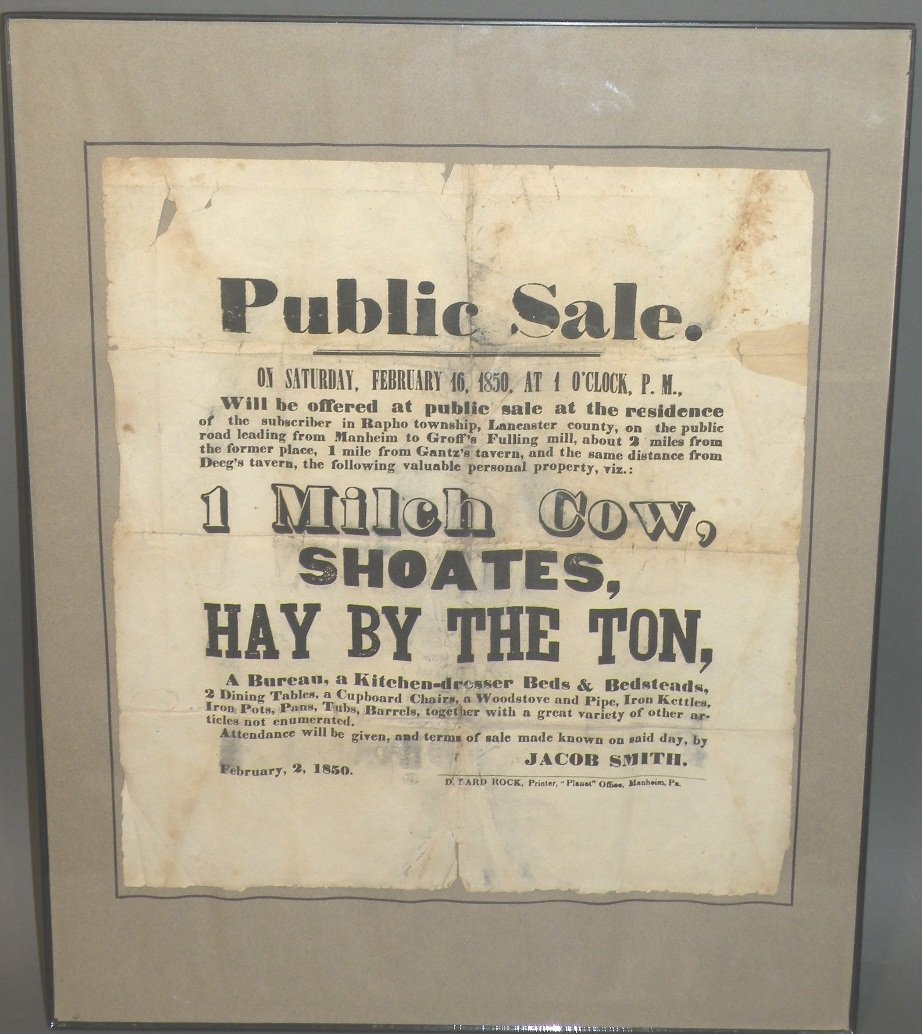 Public Sale.
ON SATURDAY, FEBRUARY 16, 1850, AT 1 O'CLOCK, P. M.,
Will be offered at public sale at the residence
of the subscriber in Rapho township, Lancaster county, on the public
road leading from Manheim to Groff's Fulling mill, about 2 miles from
the former place, 1 mile from Gantz's tavern, and the same distance from
Deeg's tavern, the following valuable personal property, viz.:
1 Milch Cow,
SHOATES,
HAY BY THE TON,
A Bureau, a Kitchen-dresser Beds & Bedsteads,
2 Dining Tables, a Cupboard Chairs, a Woodstove and Pipe, Iron Kettles,
Iron Pots, Pans, Tubs, Barrels, together with a great variety of other ar-
ticles not enumerated.
Attendance will be given, and terms of sale made known on said day, by
JACOB SMITH.
February, 2, 1850.
ROCK, Printer, "Planet" Office, Manheim, Pa.